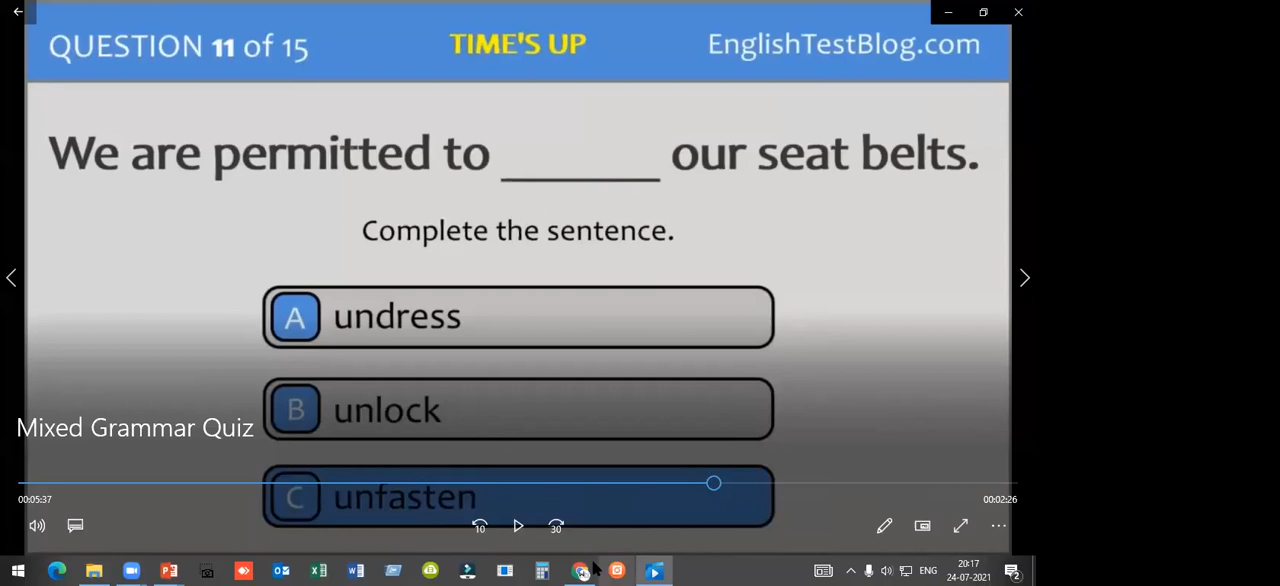 QUESTION 11 of 15 TIME'S UP EnglishTestBlog.com
We are permitted to _______ our seat belts.
Complete the sentence.
A undress
B unlock
Mixed Grammar Quiz
C unfasten
00:05:37 00:02:26
10 30
ENG 20:17
24-07-2021 2